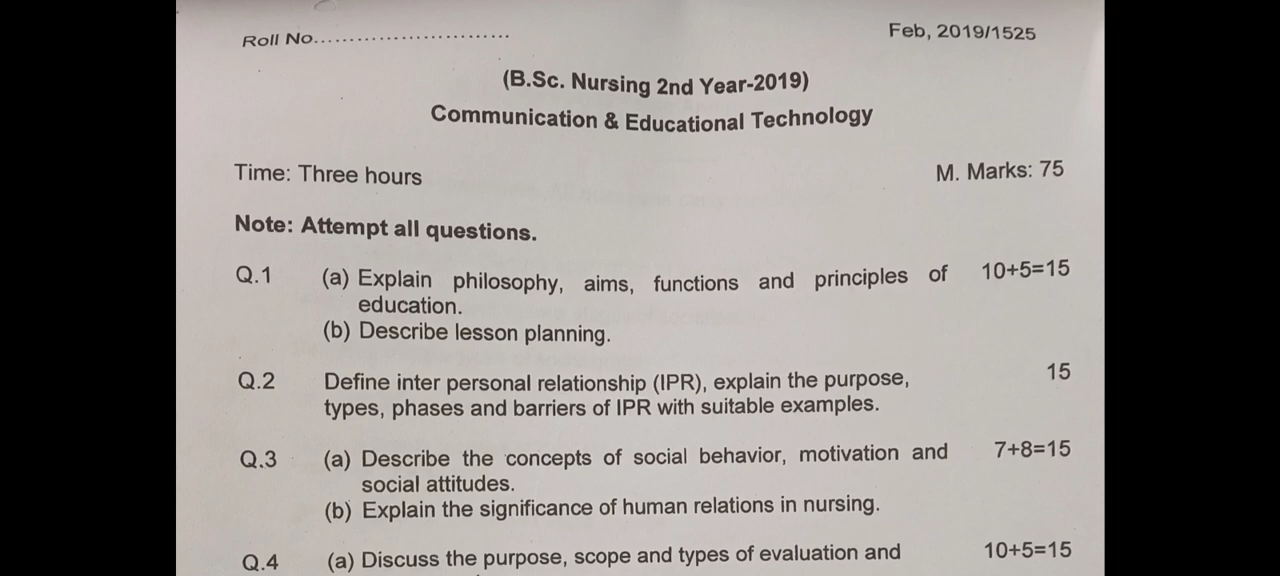 Roll No..............................
Feb, 2019/1525
(B.Sc. Nursing 2nd Year-2019)
Communication & Educational Technology
Time: Three hours
M. Marks: 75
Note: Attempt all questions.
Q.1 (a) Explain philosophy, aims, functions and principles of 10+5=15
education.
(b) Describe lesson planning.
Q.2 Define inter personal relationship (IPR), explain the purpose, 15
types, phases and barriers of IPR with suitable examples.
Q.3 (a) Describe the concepts of social behavior, motivation and 7+8=15
social attitudes.
(b) Explain the significance of human relations in nursing.
Q.4 (a) Discuss the purpose, scope and types of evaluation and 10+5=15